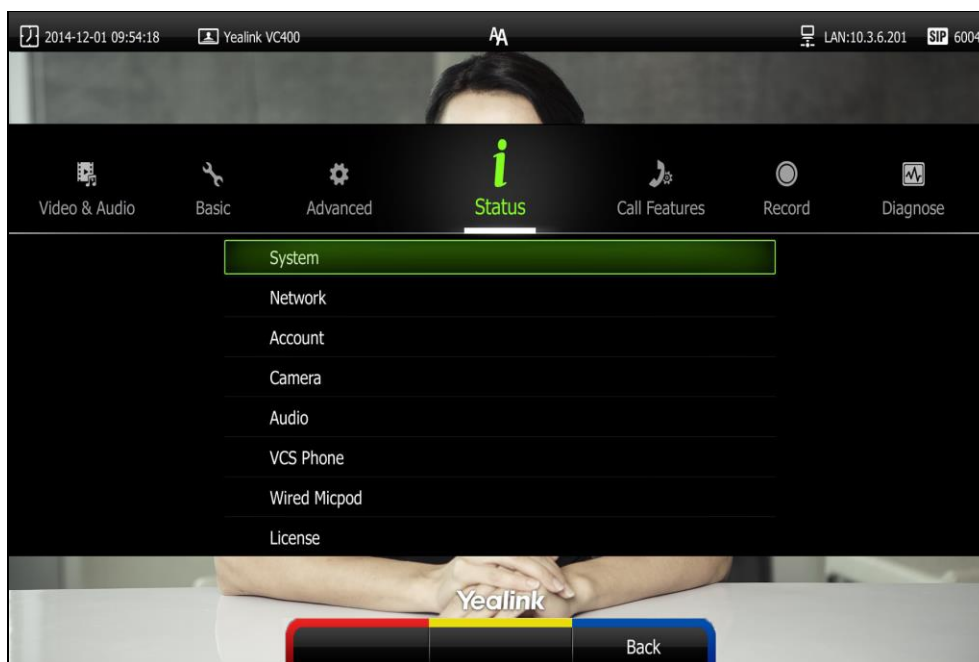 2014-12-01 09:54:18 Yealink VC400 AA LAN:10.3.6.201 SIP 6004
Video & Audio Basic Advanced Status Call Features Record Diagnose
System
Network
Account
Camera
Audio
VCS Phone
Wired Micpod
License
Yealink
Back